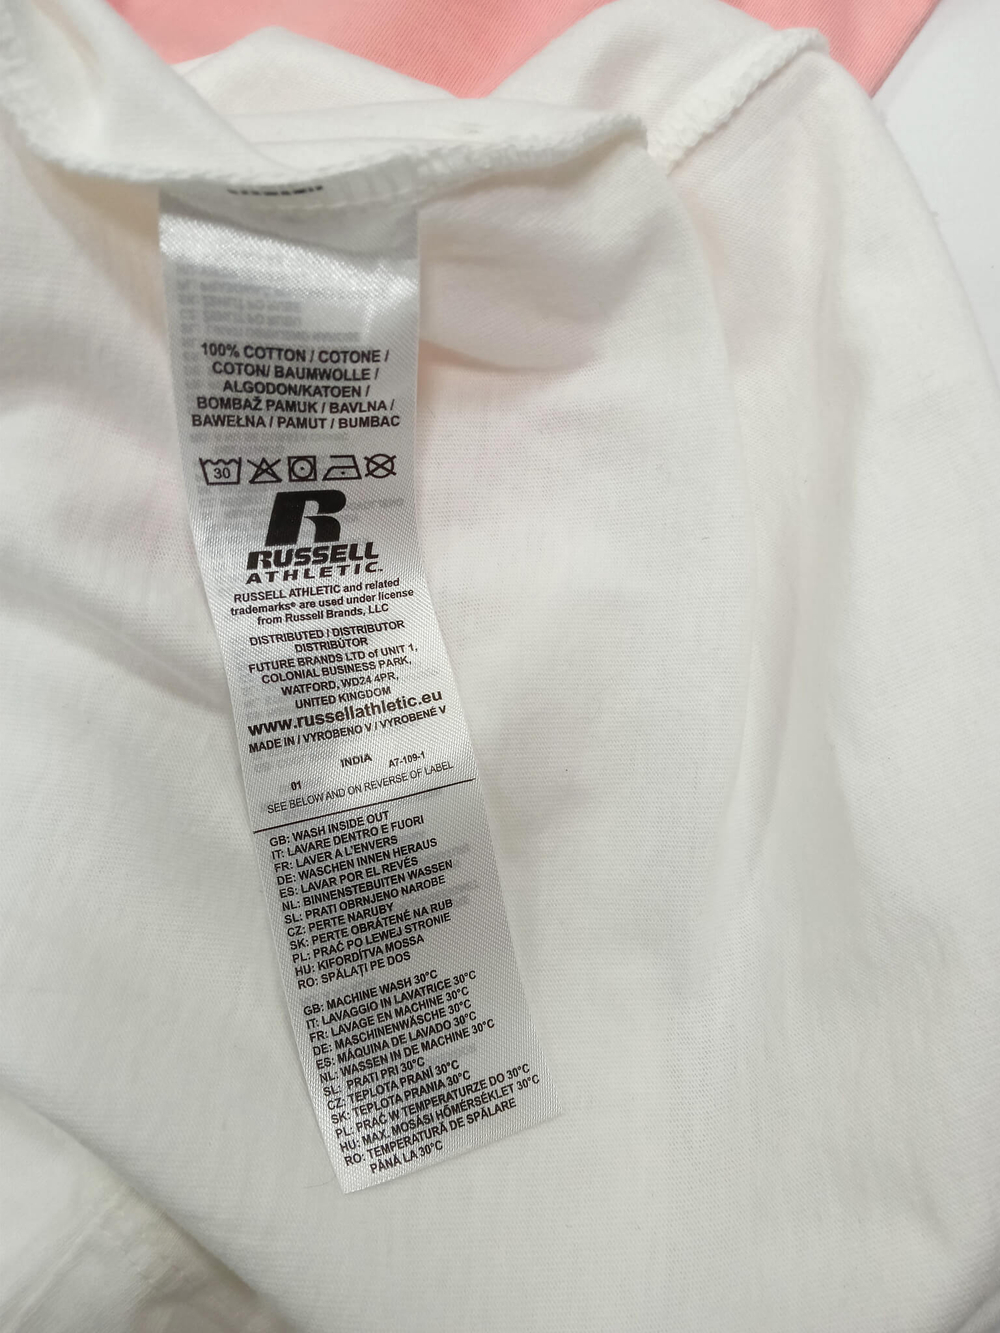 100% COTTON / COTONE /
COTON/ BAUMWOLLE /
ALGODON/KATOEN /
BOMBAŽ PAMUK / BAVLNA /
BAWEŁNA / PAMUT / BUMBAC
30
R
RUSSELL
ATHLETIC™
RUSSELL ATHLETIC and related
trademarks® are used under license
from Russell Brands, LLC
DISTRIBUTED / DISTRIBUTOR
DISTRIBÚTOR
FUTURE BRANDS LTD of UNIT 1,
COLONIAL BUSINESS PARK,
WATFORD, WD24 4PR,
UNITED KINGDOM
www.russellathletic.eu
MADE IN / VYROBENO V / VYROBENÉ V
INDIA A7-109-1
01
SEE BELOW AND ON REVERSE OF LABEL
GB: WASH INSIDE OUT
IT: LAVARE DENTRO E FUORI
FR: LAVER A L'ENVERS
DE: WASCHEN INNEN HERAUS
ES: LAVAR POR EL REVÉS
NL: BINNENSTEBUITEN WASSEN
SL: PRATI OBRNJENO NAROBE
CZ: PERTE NARUBY
SK: PERTE OBRÁTENÉ NA RUB
PL: PRAĆ PO LEWEJ STRONIE
HU: KIFORDÍTVA MOSSA
RO: SPĂLAȚI PE DOS
GB: MACHINE WASH 30°C
IT: LAVAGGIO IN LAVATRICE 30°C
FR: LAVAGE EN MACHINE 30°C
DE: MASCHINENWÄSCHE 30°C
ES: MÁQUINA DE LAVADO 30°C
NL: WASSEN IN DE MACHINE 30°C
SL: PRATI PRI 30°C
CZ: TEPLOTA PRANÍ 30°C
SK: TEPLOTA PRANIA 30°C
PL: PRAĆ W TEMPERATURZE DO 30°C
HU: MAX. MOSÁSI HŐMÉRSÉKLET 30°C
RO: TEMPERATURĂ DE SPĂLARE
PÂNĂ LA 30°C